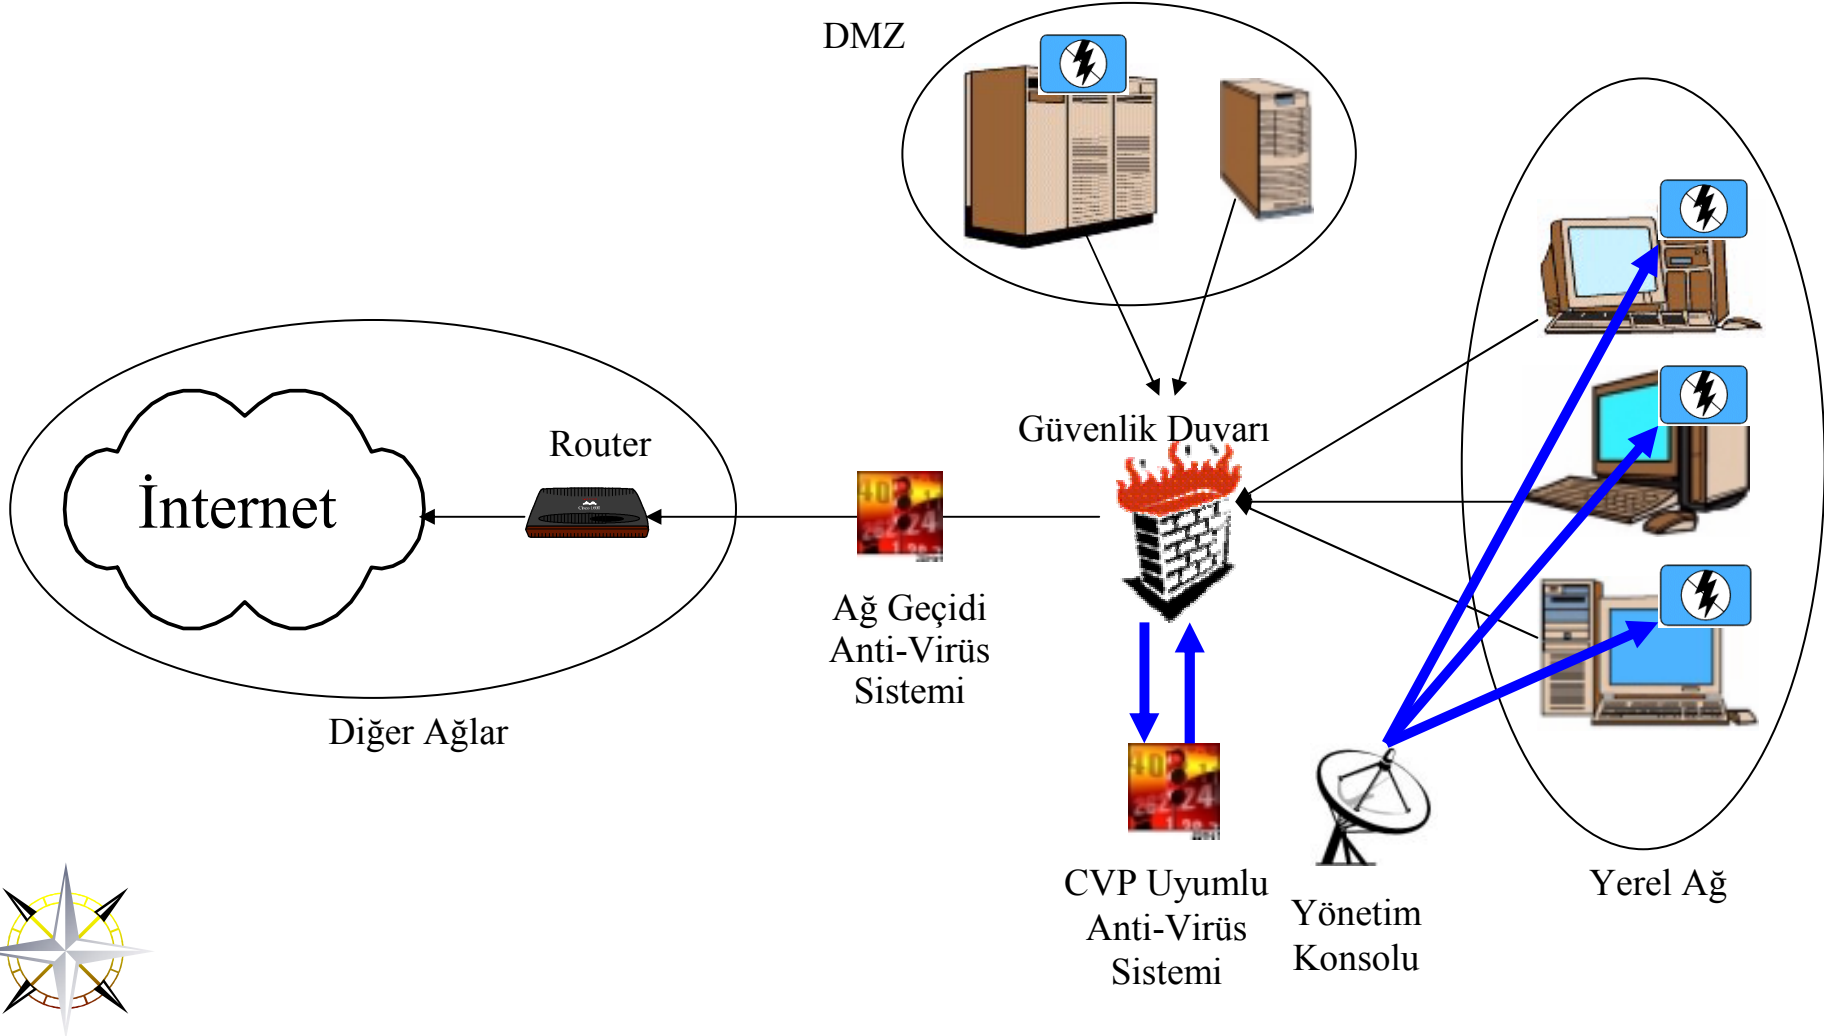 DMZ
Güvenlik Duvarı
Router
İnternet
Ağ Geçidi
Anti-Virüs
Sistemi
Diğer Ağlar
CVP Uyumlu
Anti-Virüs
Sistemi
Yönetim
Konsolu
Yerel Ağ